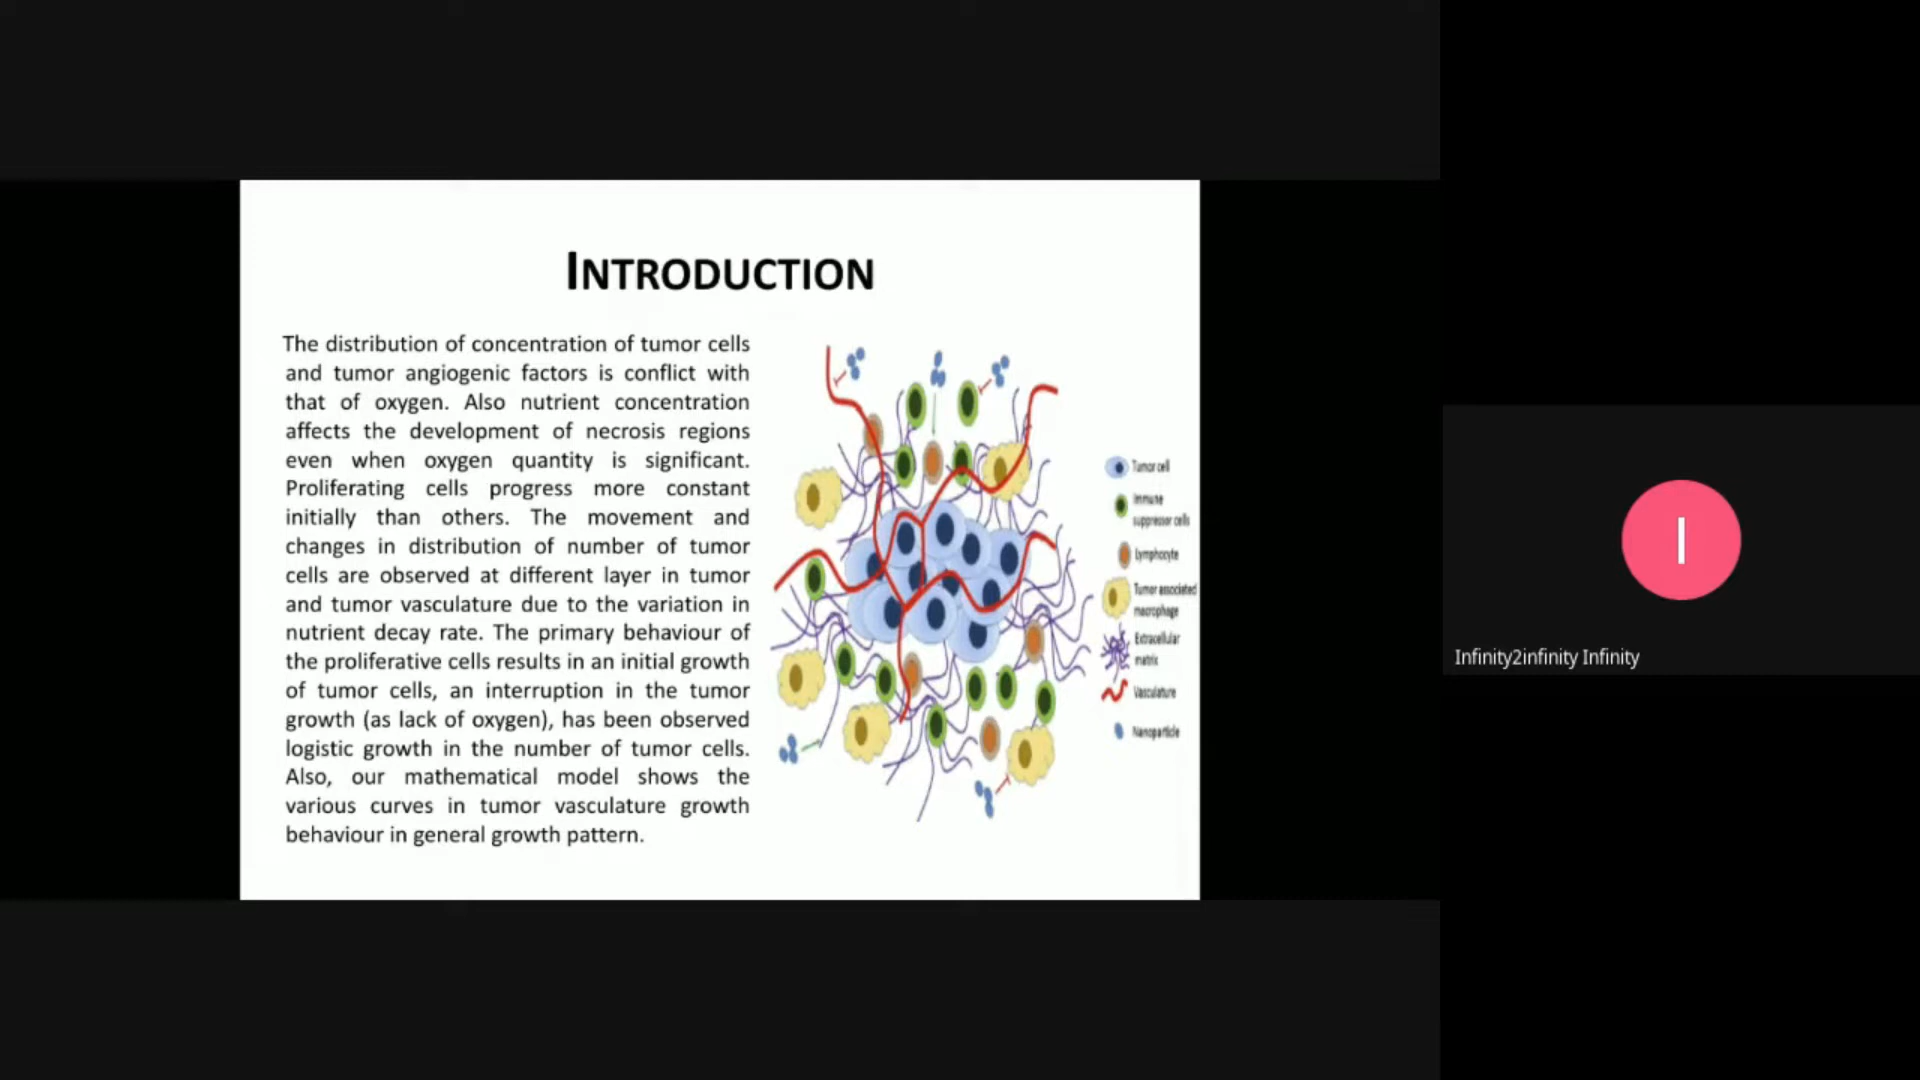 INTRODUCTION
The distribution of concentration of tumor cells
and tumor angiogenic factors is conflict with
that of oxygen. Also nutrient concentration
affects the development of necrosis regions
even when oxygen quantity is significant.
Proliferating cells progress more constant
initially than others. The movement and
changes in distribution of number of tumor
cells are observed at different layer in tumor
and tumor vasculature due to the variation in
nutrient decay rate. The primary behaviour of
the proliferative cells results in an initial growth
of tumor cells, an interruption in the tumor
growth (as lack of oxygen), has been observed
logistic growth in the number of tumor cells.
Also, our mathematical model shows the
various curves in tumor vasculature growth
behaviour in general growth pattern.
Tumor cell
Immune
suppressor cells
Lymphocyte
Tumor associated
macrophage
Extracellular
matrix
Vasculature
Nanoparticle
I
Infinity2infinity Infinity